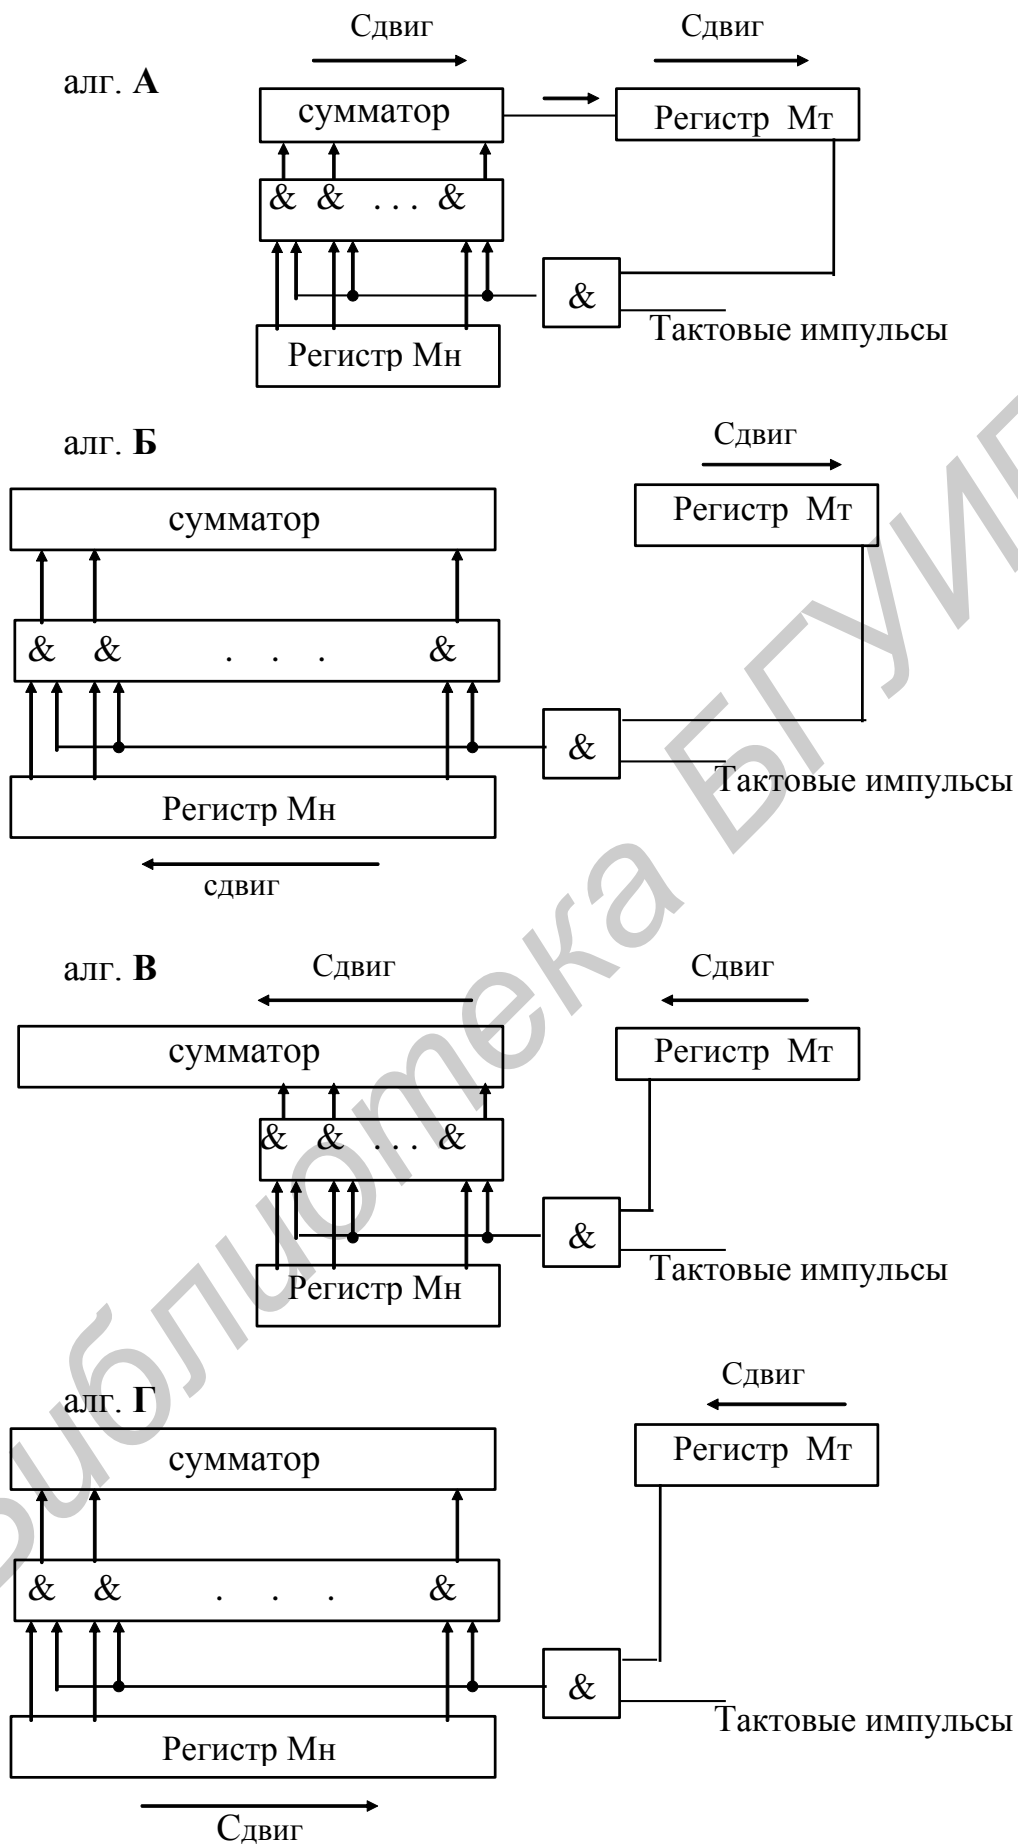 Сдвиг Сдвиг
алг. А
сумматор Регистр Мт
& & . . . &
&
Тактовые импульсы
Регистр Мн
алг. Б
Сдвиг
сумматор Регистр Мт
& & . . . &
&
Тактовые импульсы
Регистр Мн
сдвиг
алг. В
Сдвиг Сдвиг
сумматор Регистр Мт
& & . . . &
&
Тактовые импульсы
Регистр Мн
Сдвиг
алг. Г
сумматор Регистр Мт
& & . . . &
&
Тактовые импульсы
Регистр Мн
Сдвиг
Библиотека